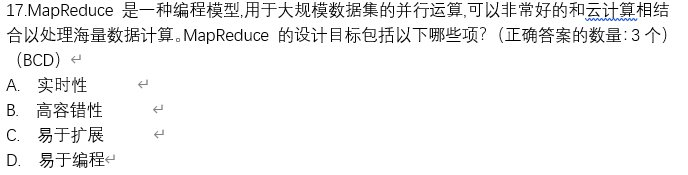 17.MapReduce 是一种编程模型,用于大规模数据集的并行运算,可以非常好的和云计算相结
合以处理海量数据计算。MapReduce 的设计目标包括以下哪些项?（正确答案的数量: 3 个）
（BCD）
A. 实时性
B. 高容错性
C. 易于扩展
D. 易于编程